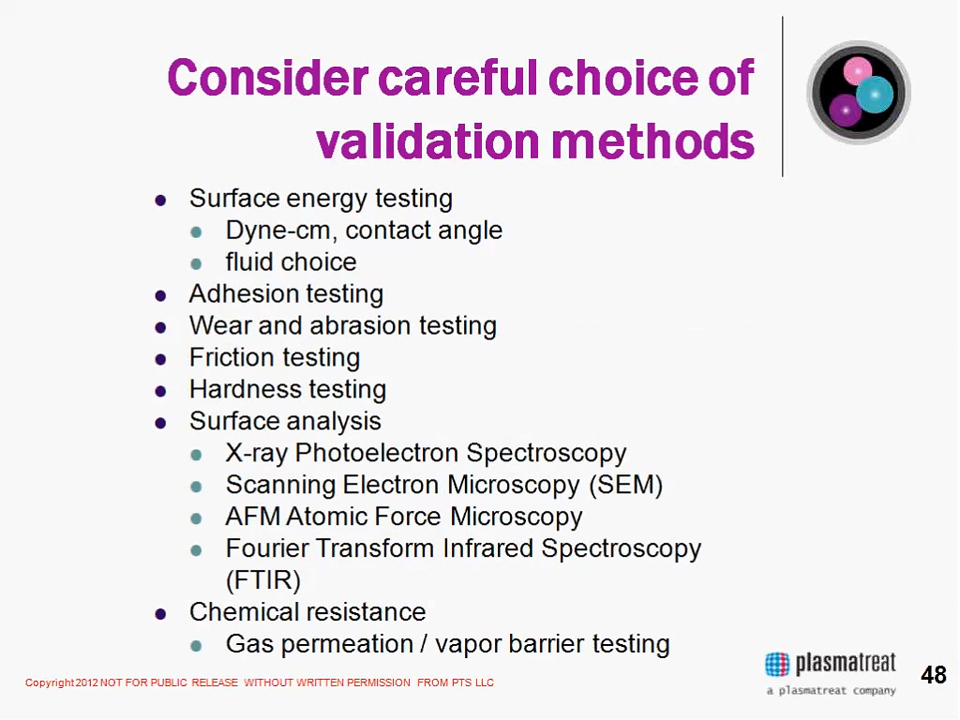 Consider careful choice of
validation methods
Surface energy testing
Dyne-cm, contact angle
fluid choice
Adhesion testing
Wear and abrasion testing
Friction testing
Hardness testing
Surface analysis
X-ray Photoelectron Spectroscopy
Scanning Electron Microscopy (SEM)
AFM Atomic Force Microscopy
Fourier Transform Infrared Spectroscopy
(FTIR)
Chemical resistance
Gas permeation / vapor barrier testing
plasmatreat
a plasmatreat company
48
Copyright 2012 NOT FOR PUBLIC RELEASE WITHOUT WRITTEN PERMISSION FROM PTS LLC